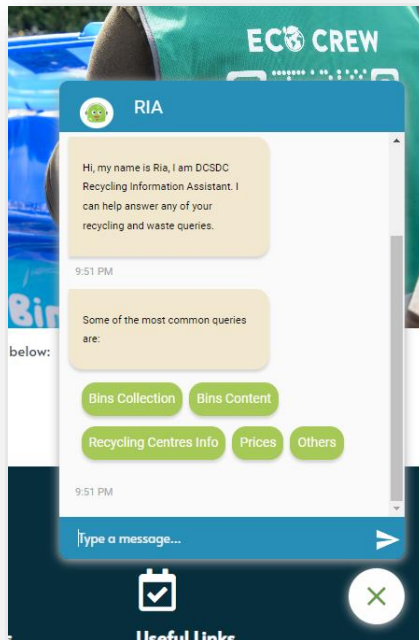 ECO CREW
RIA
Hi, my name is Ria, I am DCSDC
Recycling Information Assistant. I
can help answer any of your
recycling and waste queries.
9:51 PM
Bin
Some of the most common queries
are:
below:
Bins Collection
Bins Content
Recycling Centres Info
Prices
Others
9:51 PM
Type a message...
Useful Links